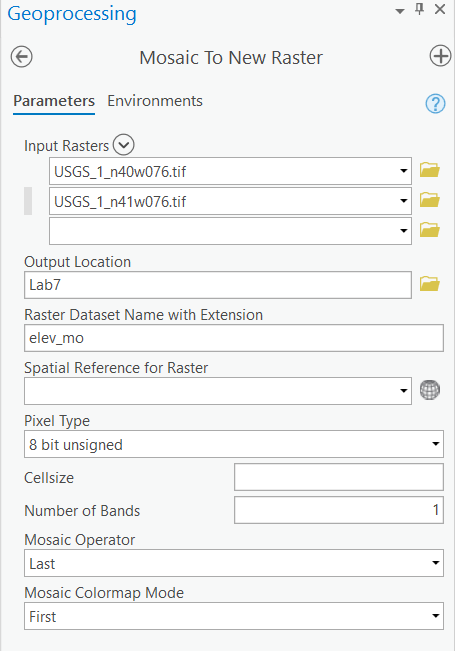 Geoprocessing
Mosaic To New Raster
Parameters Environments
?
Input Rasters
USGS_1_n40w076.tif
USGS_1_n41w076.tif
Output Location
Lab7
Raster Dataset Name with Extension
elev_mo
Spatial Reference for Raster
Pixel Type
8 bit unsigned
Cellsize
Number of Bands 1
Mosaic Operator
Last
Mosaic Colormap Mode
First